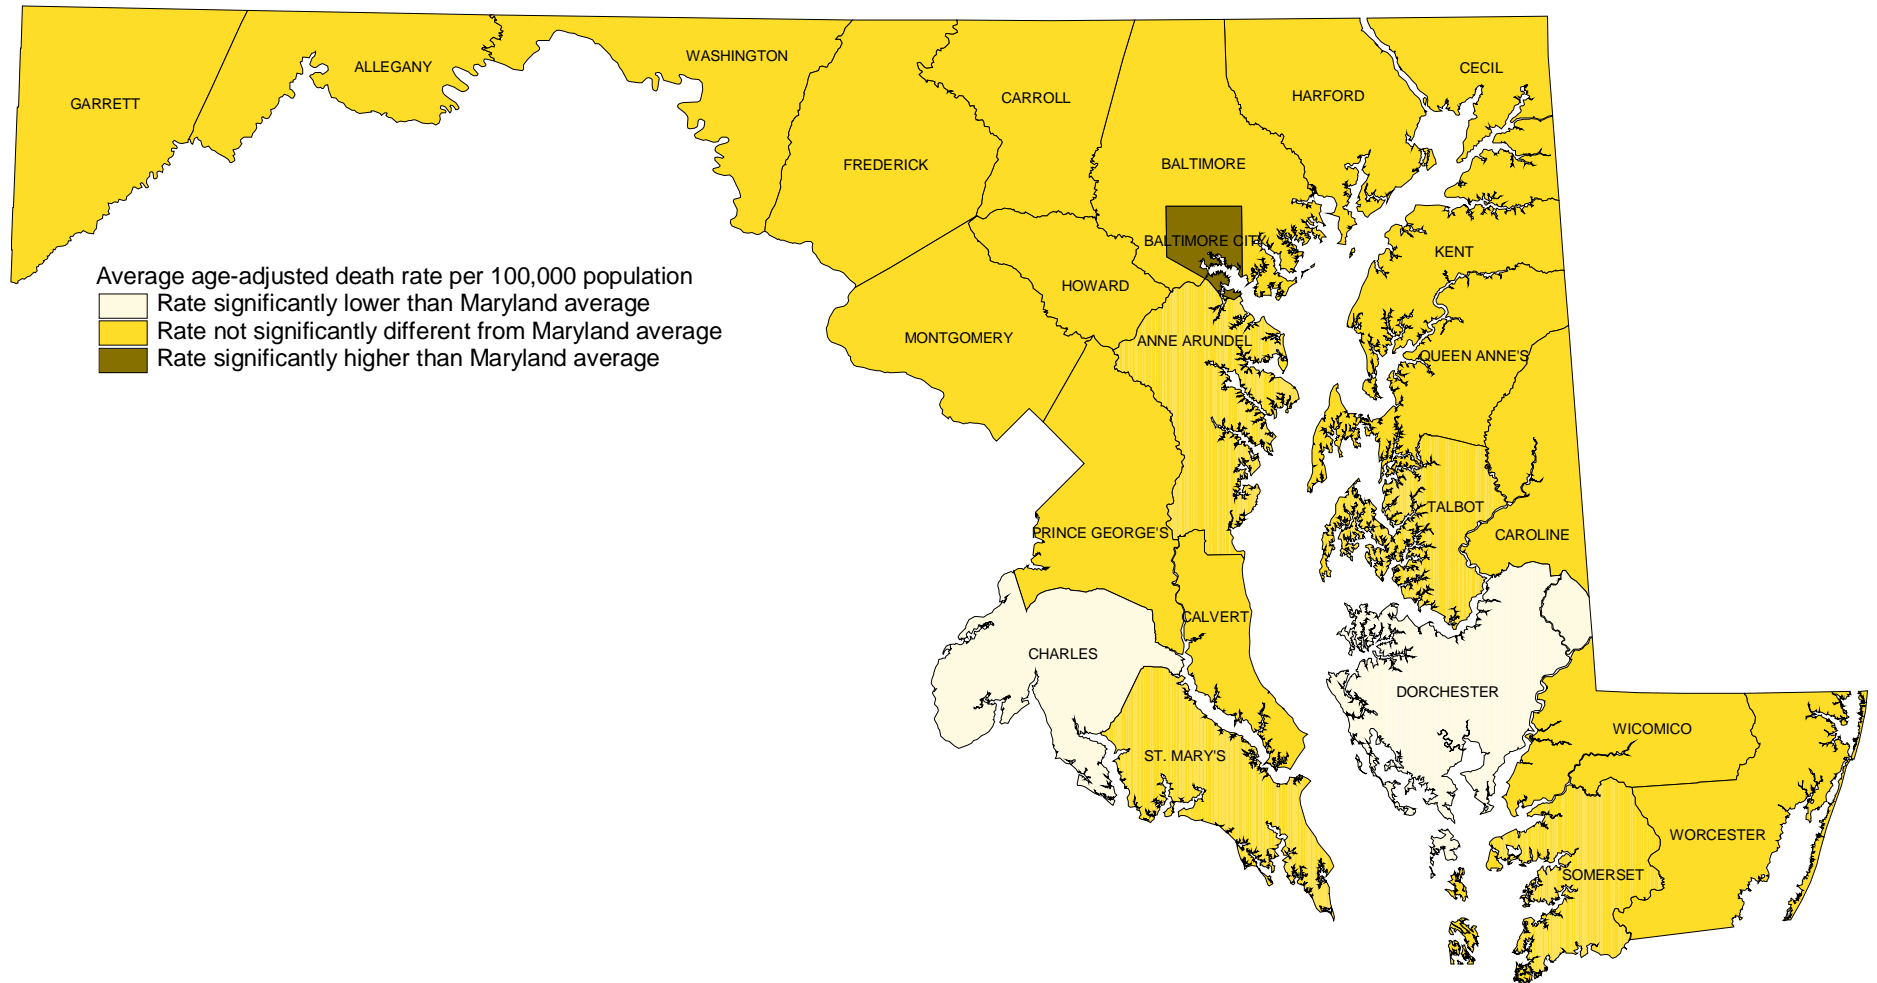 WASHINGTON
ALLEGANY
CECIL
GARRETT
CARROLL
HARFORD
FREDERICK
BALTIMORE
BALTIMORE CITY
KENT
Average age-adjusted death rate per 100,000 population
Rate significantly lower than Maryland average
Rate not significantly different from Maryland average
Rate significantly higher than Maryland average
HOWARD
MONTGOMERY
ANNE ARUNDEL
QUEEN ANNE'S
TALBOT
PRINCE GEORGE'S
CAROLINE
CALVERT
CHARLES
DORCHESTER
WICOMICO
ST. MARY'S
WORCESTER
SOMERSET